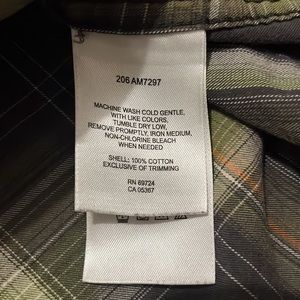 206 AM7297
MACHINE WASH COLD GENTLE,
WITH LIKE COLORS,
TUMBLE DRY LOW,
REMOVE PROMPTLY, IRON MEDIUM,
NON-CHLORINE BLEACH
WHEN NEEDED
SHELL: 100% COTTON
EXCLUSIVE OF TRIMMING
RN 69724
CA 05367